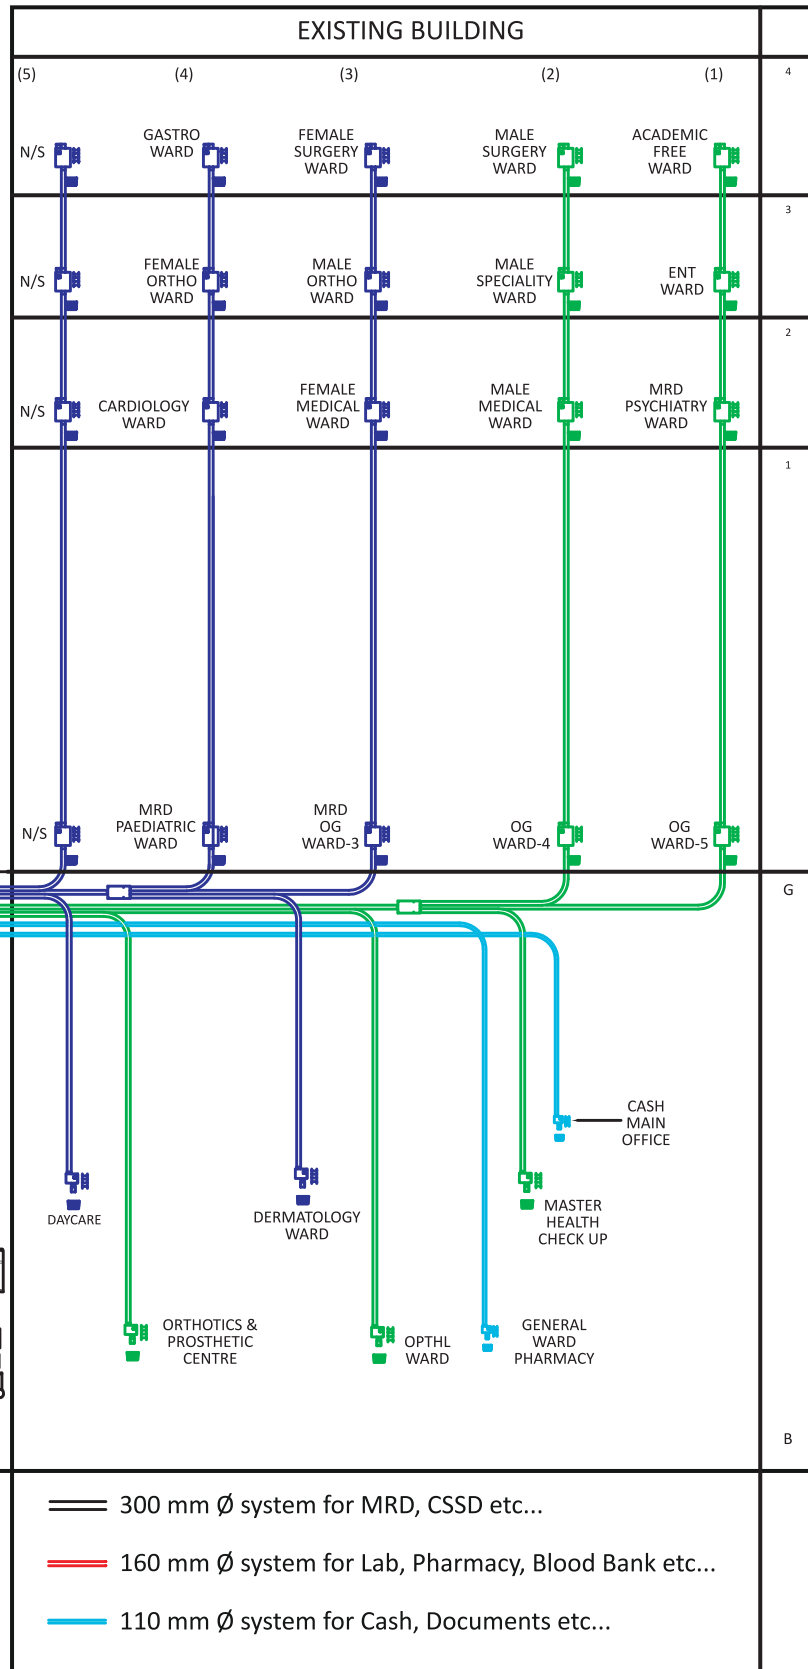 EXISTING BUILDING
(5)
(4)
(3)
(2)
(1)
4
N/S
GASTRO
WARD
FEMALE
SURGERY
WARD
MALE
SURGERY
WARD
ACADEMIC
FREE
WARD
3
N/S
FEMALE
ORTHO
WARD
MALE
ORTHO
WARD
MALE
SPECIALITY
WARD
ENT
WARD
2
N/S
CARDIOLOGY
WARD
FEMALE
MEDICAL
WARD
MALE
MEDICAL
WARD
MRD
PSYCHIATRY
WARD
1
N/S
MRD
PAEDIATRIC
WARD
MRD
OG
WARD-3
OG
WARD-4
OG
WARD-5
G
CASH
MAIN
OFFICE
DAYCARE
DERMATOLOGY
WARD
MASTER
HEALTH
CHECK UP
ORTHOTICS &
PROSTHETIC
CENTRE
OPTHL
WARD
GENERAL
WARD
PHARMACY
B
300 mm Ø system for MRD, CSSD etc...
160 mm Ø system for Lab, Pharmacy, Blood Bank etc...
110 mm Ø system for Cash, Documents etc...